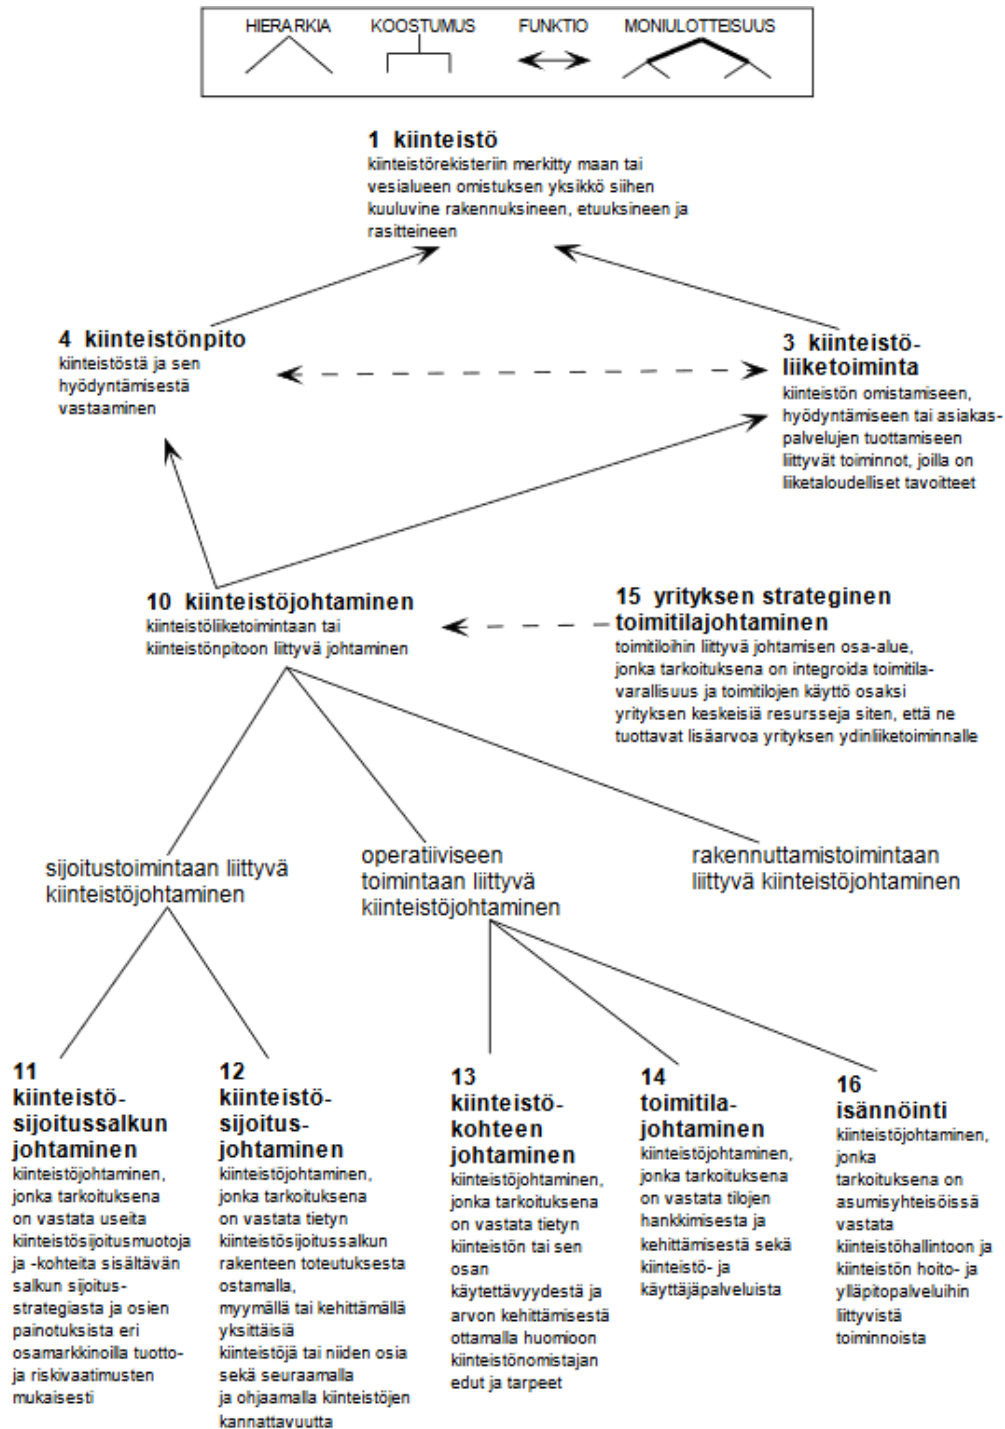 HIERARKIA KOOSTUMUS FUNKTIO MONIULOTTEISUUS
1 kiinteistö
kiinteistörekisteriin merkitty maan tai
vesialueen omistuksen yksikkö siihen
kuuluvine rakennuksineen, etuuksineen ja
rasitteineen
4 kiinteistönpito
kiinteistöstä ja sen
hyödyntämisestä
vastaaminen
3 kiinteistö-
liiketoiminta
kiinteistön omistamiseen,
hyödyntämiseen tai asiakas-
palvelujen tuottamiseen
liittyvät toiminnot, joilla on
liiketaloudelliset tavoitteet
10 kiinteistöjohtaminen
kiinteistöliiketoimintaan tai
kiinteistönpitoon liittyvä johtaminen
15 yrityksen strateginen
toimitilajohtaminen
toimitiloihin liittyvä johtamisen osa-alue,
jonka tarkoituksena on integroida toimitila-
varallisuus ja toimitilojen käyttö osaksi
yrityksen keskeisiä resursseja siten, että ne
tuottavat lisäarvoa yrityksen ydinliiketoiminnalle
sijoitustoimintaan liittyvä
kiinteistöjohtaminen
operatiiviseen
toimintaan liittyvä
kiinteistöjohtaminen
rakennuttamistoimintaan
liittyvä kiinteistöjohtaminen
11
kiinteistö-
sijoitussalkun
johtaminen
kiinteistöjohtaminen,
jonka tarkoituksena
on vastata useita
kiinteistösijoitusmuotoja
ja -kohteita sisältävän
salkun sijoitus-
strategiasta ja osien
painotuksista eri
osamarkkinoilla tuotto-
ja riskivaatimusten
mukaisesti
12
kiinteistö-
sijoitus-
johtaminen
kiinteistöjohtaminen,
jonka tarkoituksena
on vastata tietyn
kiinteistösijoitussalkun
rakenteen toteutuksesta
ostamalla,
myymällä tai kehittämällä
yksittäisiä
kiinteistöjä tai niiden osia
sekä seuraamalla
ja ohjaamalla kiinteistöjen
kannattavuutta
13
kiinteistö-
kohteen
johtaminen
kiinteistöjohtaminen,
jonka tarkoituksena
on vastata tietyn
kiinteistön tai sen
osan
käytettävyydestä ja
arvon kehittämisestä
ottamalla huomioon
kiinteistönomistajan
edut ja tarpeet
14
toimitila-
johtaminen
kiinteistöjohtaminen,
jonka tarkoituksena
on vastata tilojen
hankkimisesta ja
kehittämisestä sekä
kiinteistö- ja
käyttäjäpalveluista
16
isännöinti
kiinteistöjohtaminen,
jonka
tarkoituksena on
asumisyhteisöissä
vastata
kiinteistöhallintoon ja
kiinteistön hoito- ja
ylläpitopalveluihin
liittyvistä
toiminnoista